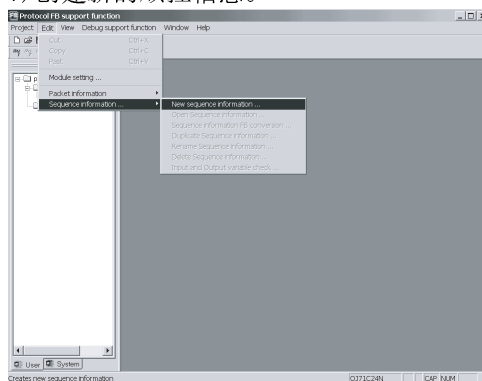 Protocol FB support function
Project Edit View Debug support function Window Help
Cut Ctrl+X
Copy Ctrl+C
Past. Ctrl+V
Module setting ...
Packet information
Sequence information ...
New sequence information ...
Open Sequence information ...
Sequence information FB conversion ...
Duplicate Sequence information ...
Rename Sequence information ...
Delete Sequence information ...
Input and Output variable check ...
User System
Creates new sequence information QJ71C24N CAP NUM